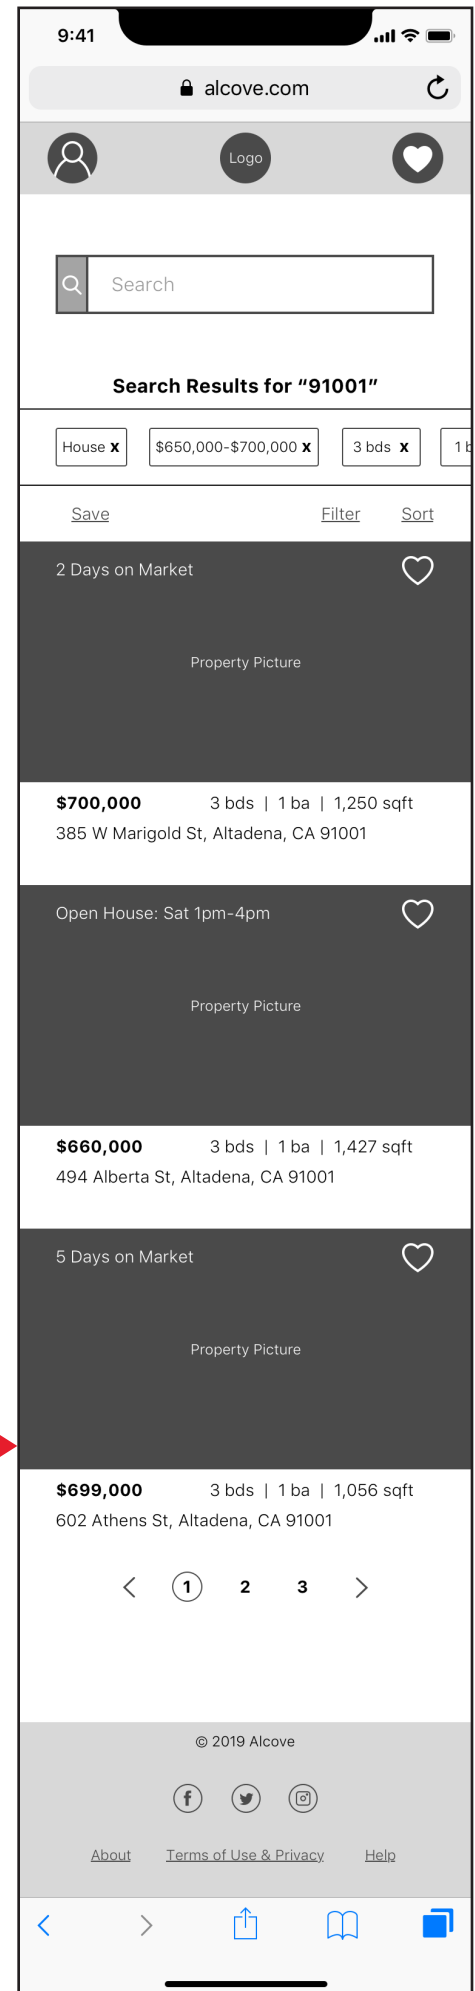 9:41
alcove.com
Logo
Search
Search Results for “91001”
House x $650,000-$700,000 x 3 bds x 1 b
Save Filter Sort
2 Days on Market
Property Picture
$700,000 3 bds | 1 ba | 1,250 sqft
385 W Marigold St, Altadena, CA 91001
Open House: Sat 1pm-4pm
Property Picture
$660,000 3 bds | 1 ba | 1,427 sqft
494 Alberta St, Altadena, CA 91001
5 Days on Market
Property Picture
$699,000 3 bds | 1 ba | 1,056 sqft
602 Athens St, Altadena, CA 91001
1 2 3
© 2019 Alcove
About Terms of Use & Privacy Help